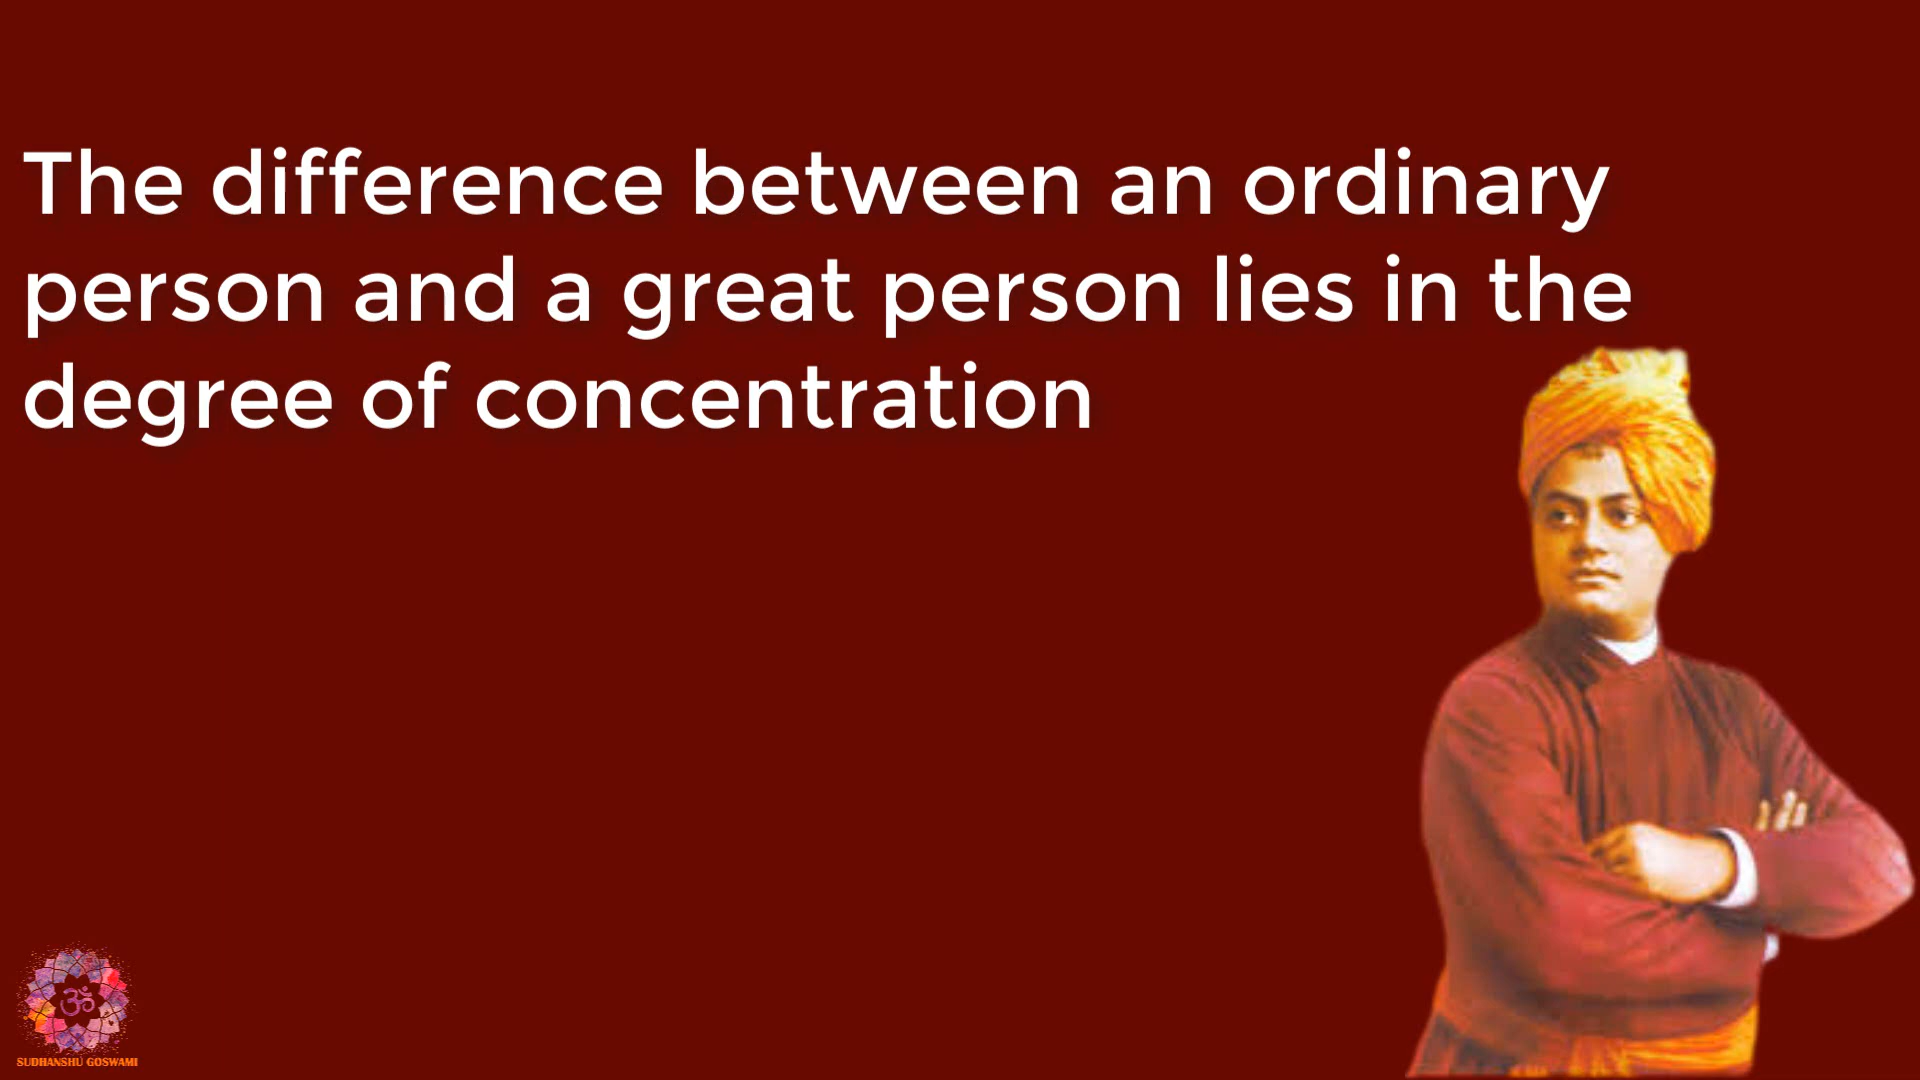 The difference between an ordinary
person and a great person lies in the
degree of concentration
ॐ
SUDHANSHU GOSWAMI